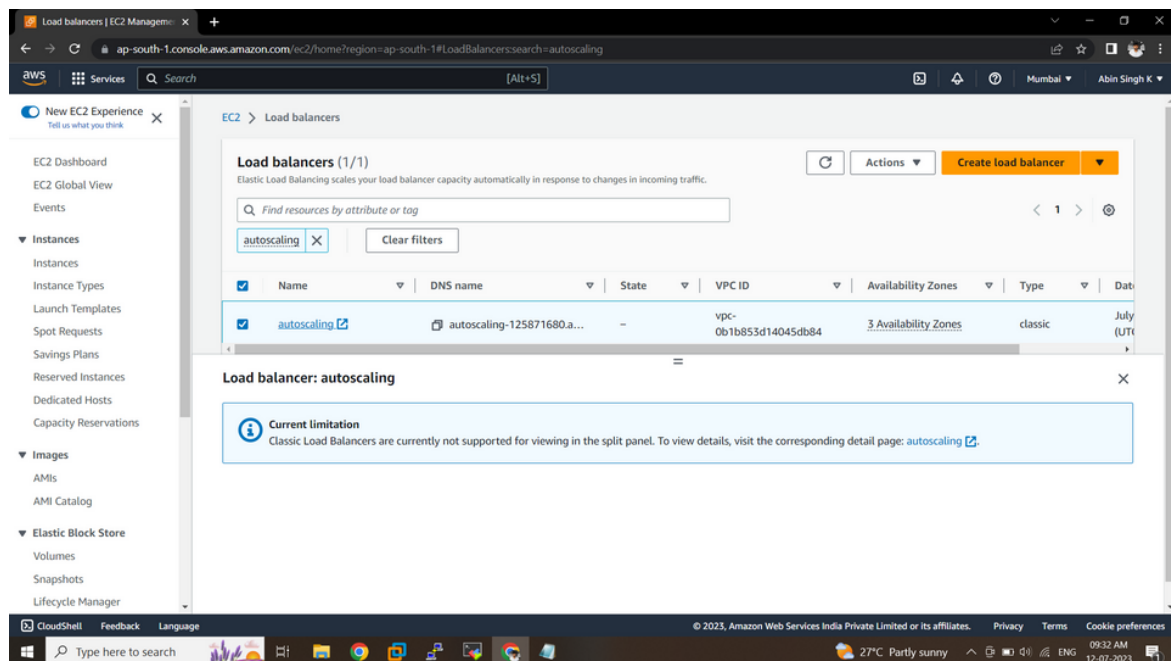 Load balancers | EC2 Manageme
ap-south-1.console.aws.amazon.com/ec2/home?region=ap-south-1#LoadBalancers:search=autoscaling
aws Services Search [Alt+S] Mumbai Abin Singh K
New EC2 Experience
Tell us what you think
EC2 Dashboard
EC2 Global View
Events
Instances
Instances
Instance Types
Launch Templates
Spot Requests
Savings Plans
Reserved Instances
Dedicated Hosts
Capacity Reservations
Images
AMIs
AMI Catalog
Elastic Block Store
Volumes
Snapshots
Lifecycle Manager
EC2 > Load balancers
Load balancers (1/1) Actions Create load balancer
Elastic Load Balancing scales your load balancer capacity automatically in response to changes in incoming traffic.
Find resources by attribute or tag 1
autoscaling Clear filters
Name DNS name State VPC ID Availability Zones Type Dat
autoscaling autoscaling-125871680.a... – vpc-0b1b853d14045db84 3 Availability Zones classic July (UT
Load balancer: autoscaling
Current limitation
Classic Load Balancers are currently not supported for viewing in the split panel. To view details, visit the corresponding detail page: autoscaling.
CloudShell Feedback Language © 2023, Amazon Web Services India Private Limited or its affiliates. Privacy Terms Cookie preferences
Type here to search 27°C Partly sunny ENG 09:32 AM
12-07-2023